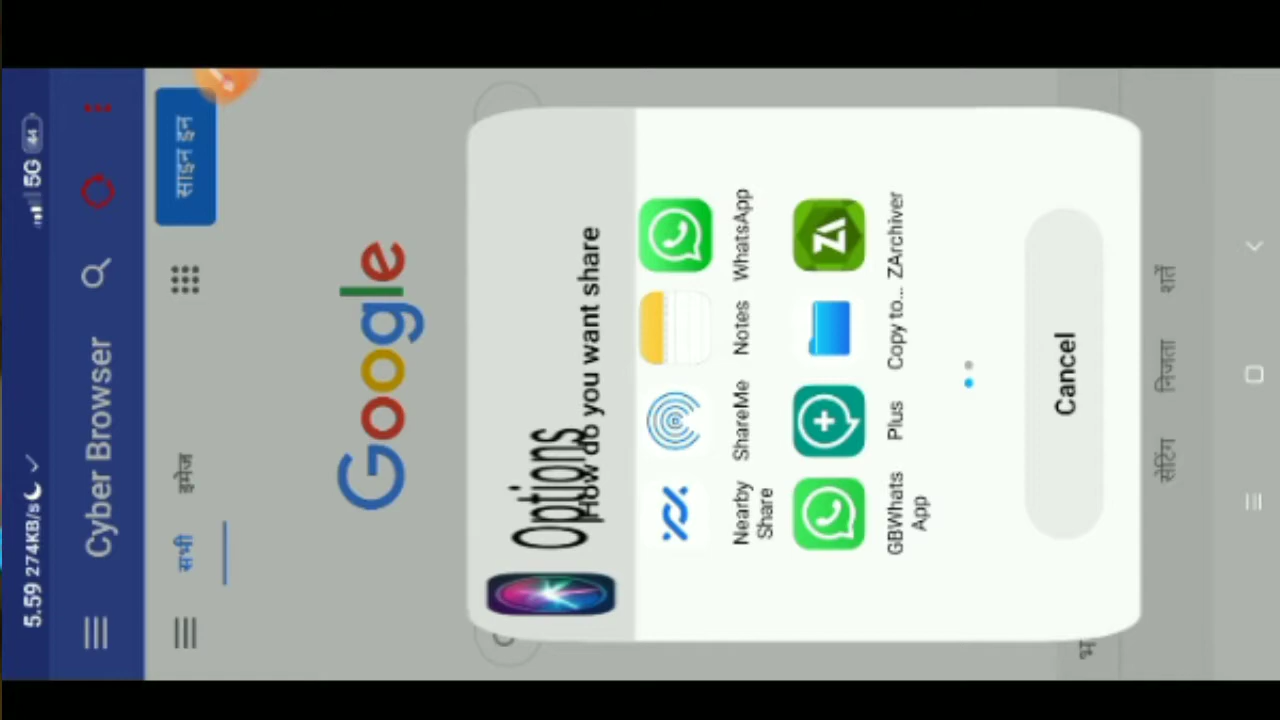 5.59 274KB/s 5G 44
Cyber Browser
सभी इमेज साइन इन
Google
Options
How do you want share
Nearby Share
ShareMe
Notes
WhatsApp
GBWhats App
Plus
Copy to...
ZArchiver
Cancel
भा
सेटिंग निजता शर्तें